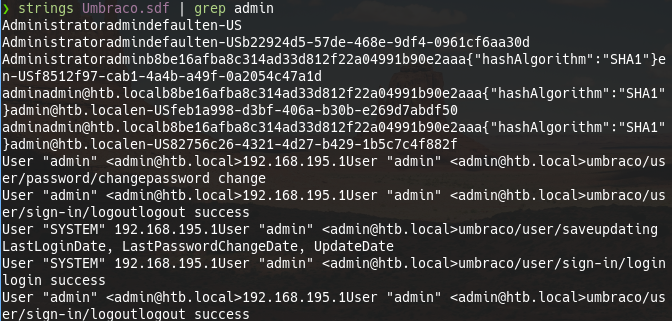 ❯ strings Umbraco.sdf | grep admin
Administratoradmindefaulten-US
Administratoradmindefaulten-USb22924d5-57de-468e-9df4-0961cf6aa30d
Administratoradminb8be16afba8c314ad33d812f22a04991b90e2aaa{"hashAlgorithm":"SHA1"}e
n-USf8512f97-cab1-4a4b-a49f-0a2054c47a1d
adminadmin@htb.localb8be16afba8c314ad33d812f22a04991b90e2aaa{"hashAlgorithm":"SHA1"
}admin@htb.localen-USfeb1a998-d3bf-406a-b30b-e269d7abdf50
adminadmin@htb.localb8be16afba8c314ad33d812f22a04991b90e2aaa{"hashAlgorithm":"SHA1"
}admin@htb.localen-US82756c26-4321-4d27-b429-1b5c7c4f882f
User "admin" <admin@htb.local>192.168.195.1User "admin" <admin@htb.local>umbraco/us
er/password/changepassword change
User "admin" <admin@htb.local>192.168.195.1User "admin" <admin@htb.local>umbraco/us
er/sign-in/logoutlogout success
User "SYSTEM" 192.168.195.1User "admin" <admin@htb.local>umbraco/user/saveupdating
LastLoginDate, LastPasswordChangeDate, UpdateDate
User "SYSTEM" 192.168.195.1User "admin" <admin@htb.local>umbraco/user/sign-in/login
login success
User "admin" <admin@htb.local>192.168.195.1User "admin" <admin@htb.local>umbraco/us
er/sign-in/logoutlogout success